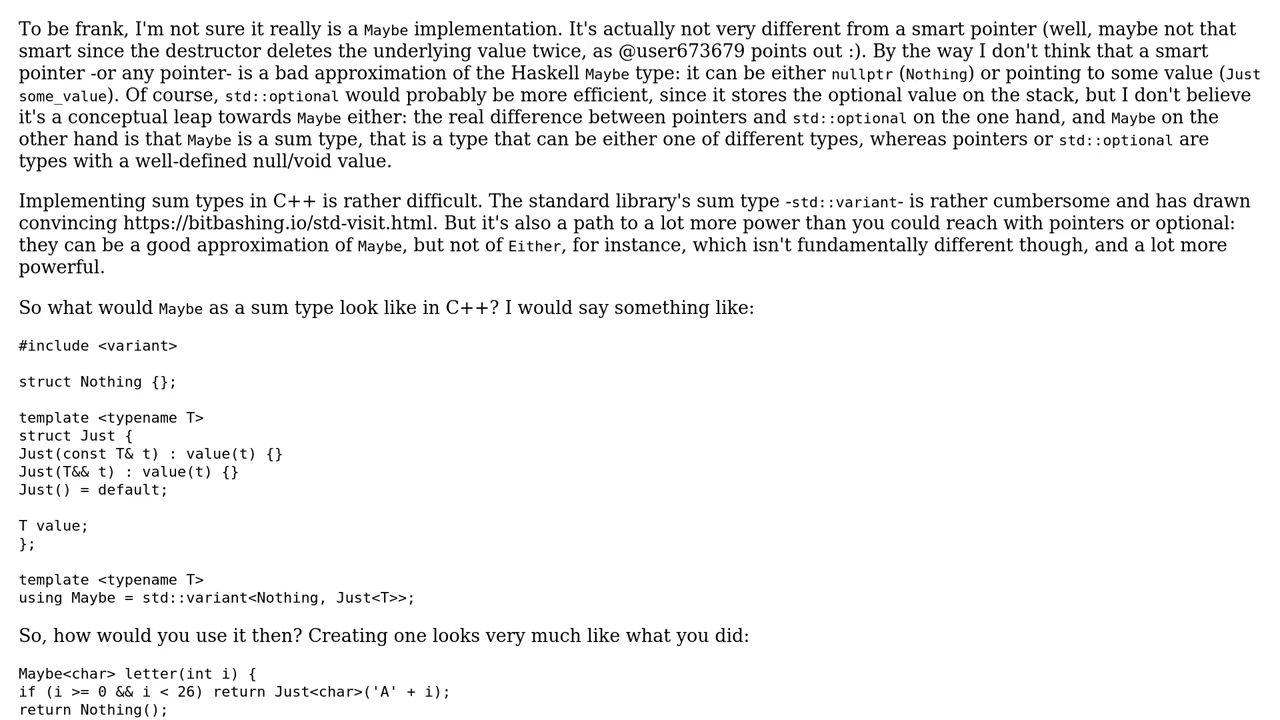 To be frank, I'm not sure it really is a Maybe implementation. It's actually not very different from a smart pointer (well, maybe not that
smart since the destructor deletes the underlying value twice, as @user673679 points out :). By the way I don't think that a smart
pointer -or any pointer- is a bad approximation of the Haskell Maybe type: it can be either nullptr (Nothing) or pointing to some value (Just
some_value). Of course, std::optional would probably be more efficient, since it stores the optional value on the stack, but I don't believe
it's a conceptual leap towards Maybe either: the real difference between pointers and std::optional on the one hand, and Maybe on the
other hand is that Maybe is a sum type, that is a type that can be either one of different types, whereas pointers or std::optional are
types with a well-defined null/void value.
Implementing sum types in C++ is rather difficult. The standard library's sum type -std::variant- is rather cumbersome and has drawn
convincing https://bitbashing.io/std-visit.html. But it's also a path to a lot more power than you could reach with pointers or optional:
they can be a good approximation of Maybe, but not of Either, for instance, which isn't fundamentally different though, and a lot more
powerful.
So what would Maybe as a sum type look like in C++? I would say something like:
#include <variant>
struct Nothing {};
template <typename T>
struct Just {
Just(const T& t) : value(t) {}
Just(T&& t) : value(t) {}
Just() = default;
T value;
};
template <typename T>
using Maybe = std::variant<Nothing, Just<T>>;
So, how would you use it then? Creating one looks very much like what you did:
Maybe<char> letter(int i) {
if (i >= 0 && i < 26) return Just<char>('A' + i);
return Nothing();